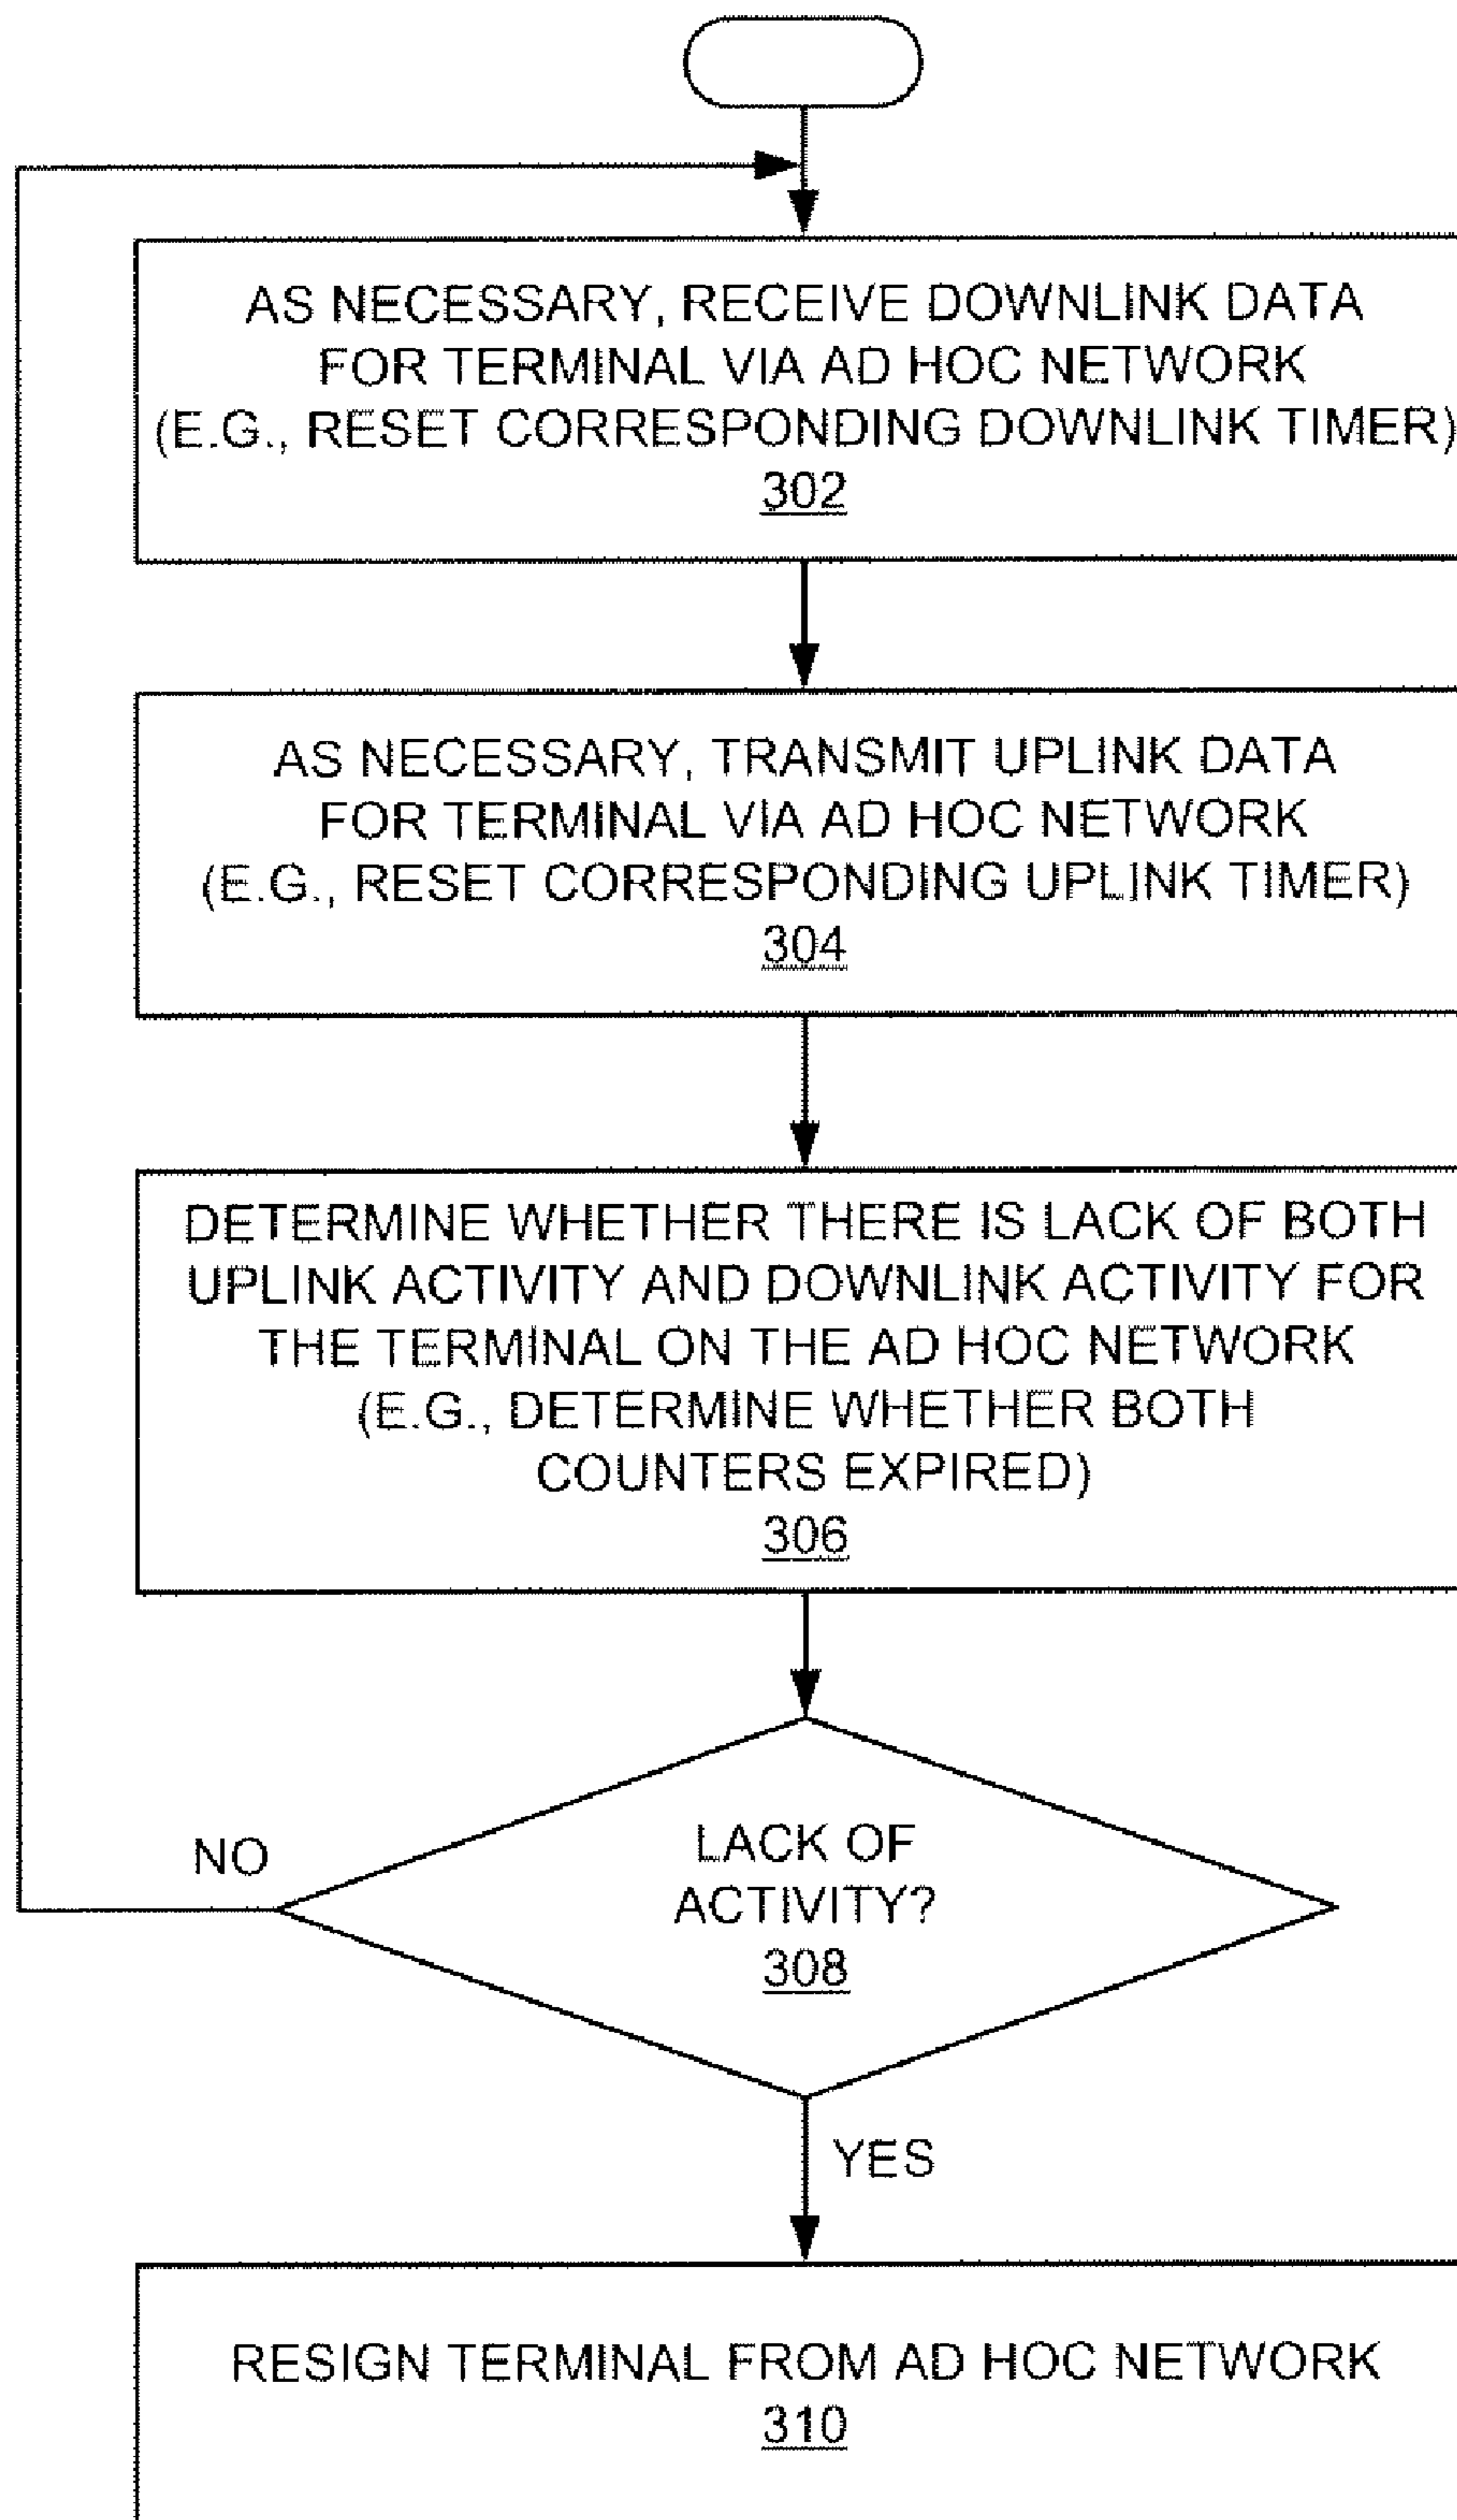 AS NECESSARY, RECEIVE DOWNLINK DATA
FOR TERMINAL VIA AD HOC NETWORK
(E.G., RESET CORRESPONDING DOWNLINK TIMER)
302
AS NECESSARY, TRANSMIT UPLINK DATA
FOR TERMINAL VIA AD HOC NETWORK
(E.G., RESET CORRESPONDING UPLINK TIMER)
304
DETERMINE WHETHER THERE IS LACK OF BOTH
UPLINK ACTIVITY AND DOWNLINK ACTIVITY FOR
THE TERMINAL ON THE AD HOC NETWORK
(E.G., DETERMINE WHETHER BOTH
COUNTERS EXPIRED)
306
NO
LACK OF
ACTIVITY?
308
YES
RESIGN TERMINAL FROM AD HOC NETWORK
310